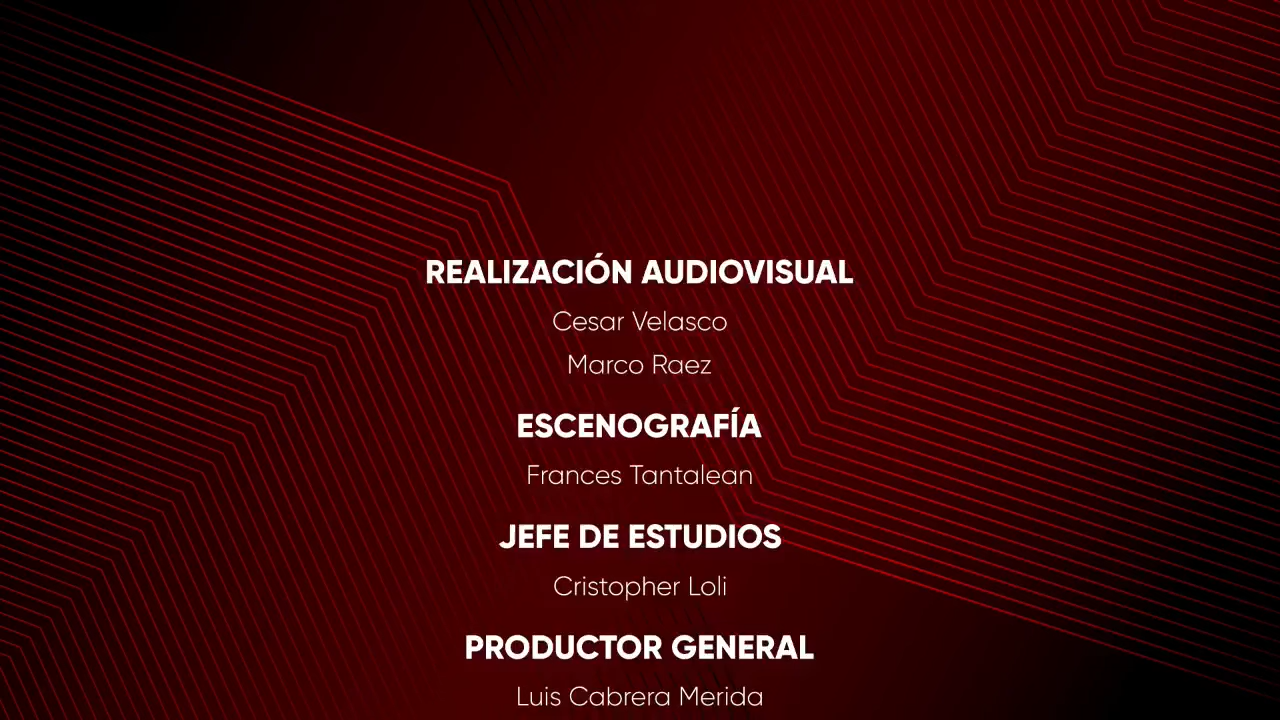 REALIZACIÓN AUDIOVISUAL
Cesar Velasco
Marco Raez
ESCENOGRAFÍA
Frances Tantalean
JEFE DE ESTUDIOS
Cristopher Loli
PRODUCTOR GENERAL
Luis Cabrera Merida